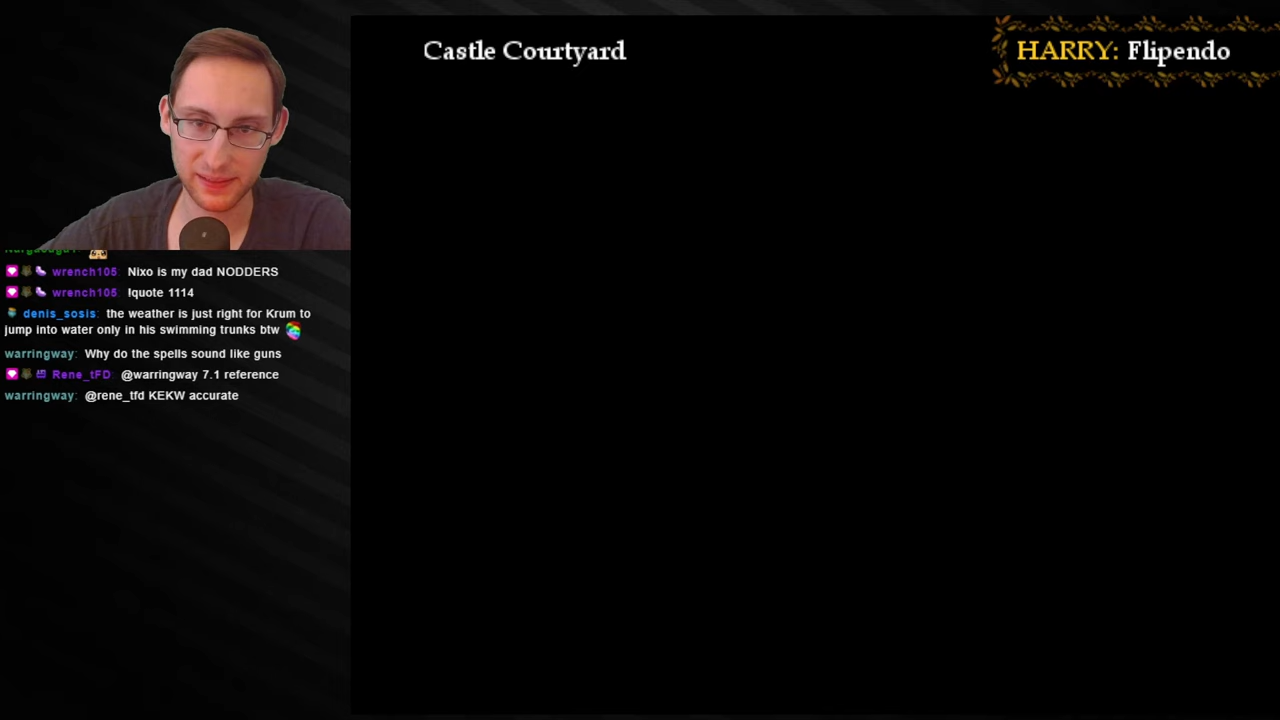 Castle Courtyard
HARRY: Flipendo
wrench105: Nixo is my dad NODDERS
wrench105: !quote 1114
denis_sosis: the weather is just right for Krum to
jump into water only in his swimming trunks btw
warringway: Why do the spells sound like guns
Rene_tFD: @warringway 7.1 reference
warringway: @rene_tfd KEKW accurate